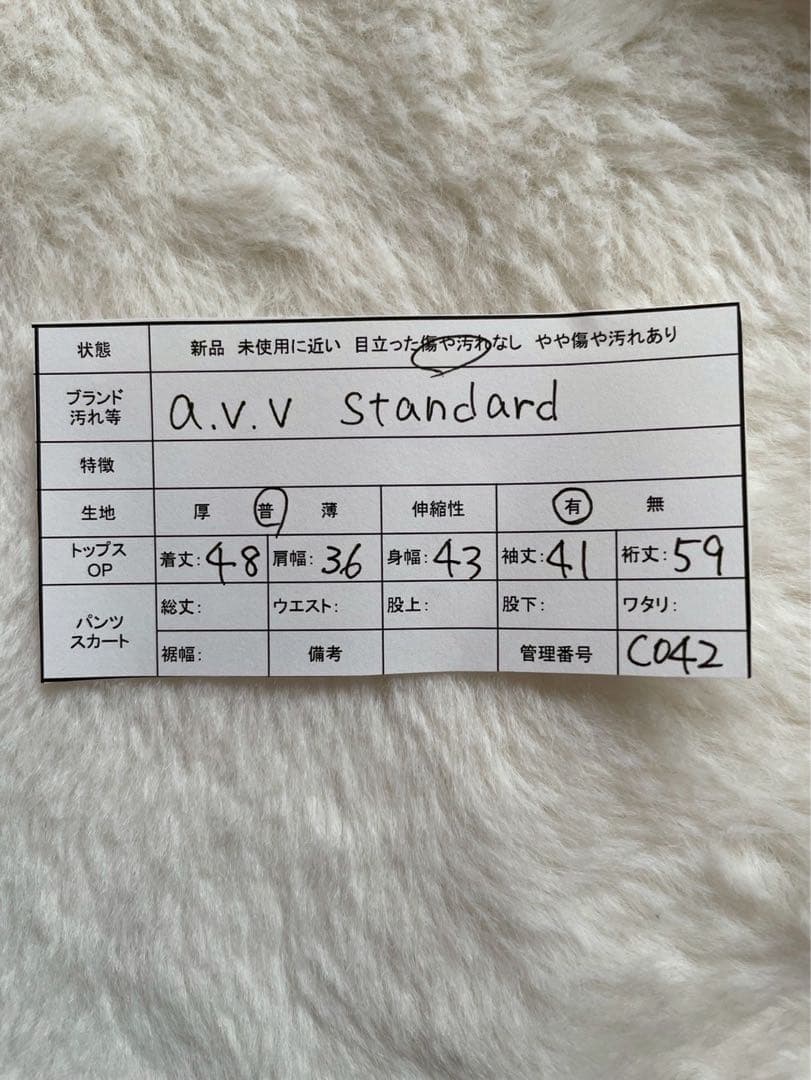 状態 新品 未使用に近い 目立った傷や汚れなし やや傷や汚れあり
ブランド
汚れ等
a.v.v standard
特徴
生地 厚 普 薄 伸縮性 有 無
トップス
OP
着丈:48 肩幅:36 身幅:43 袖丈:41 裄丈:59
パンツ
スカート
総丈: ウエスト: 股上: 股下: ワタリ:
裾幅: 備考 管理番号 C042